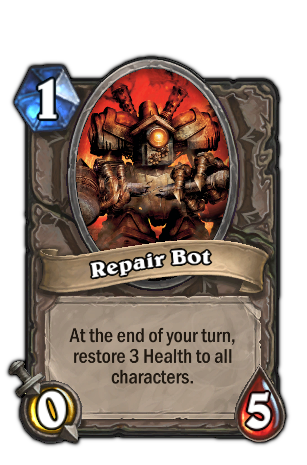 1
Repair Bot
At the end of your turn,
restore 3 Health to all
characters.
0
5